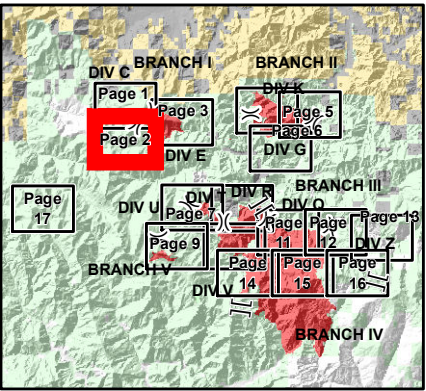 BRANCH I
BRANCH II
DIV C
Page 1
DIV K
Page 3
Page 5
Page 6
Page 2
DIV E
DIV G
BRANCH III
Page
17
DIV R
DIV U
Page 7
DIV O
Page 13
Page
11
Page
12
Page 9
DIV Z
BRANCH V
Page
14
Page
15
Page
16
DIV V
BRANCH IV